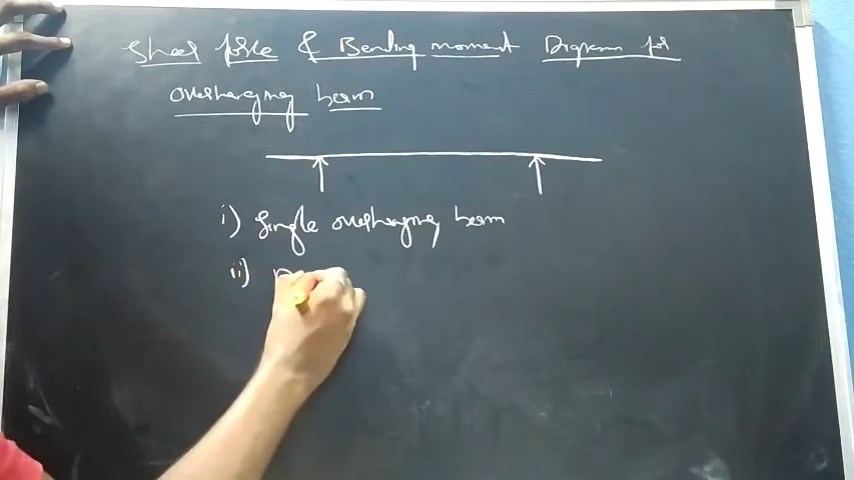 Shear force & Bending moment Diagram for
overhanging beam
i) Single overhanging beam
ii)